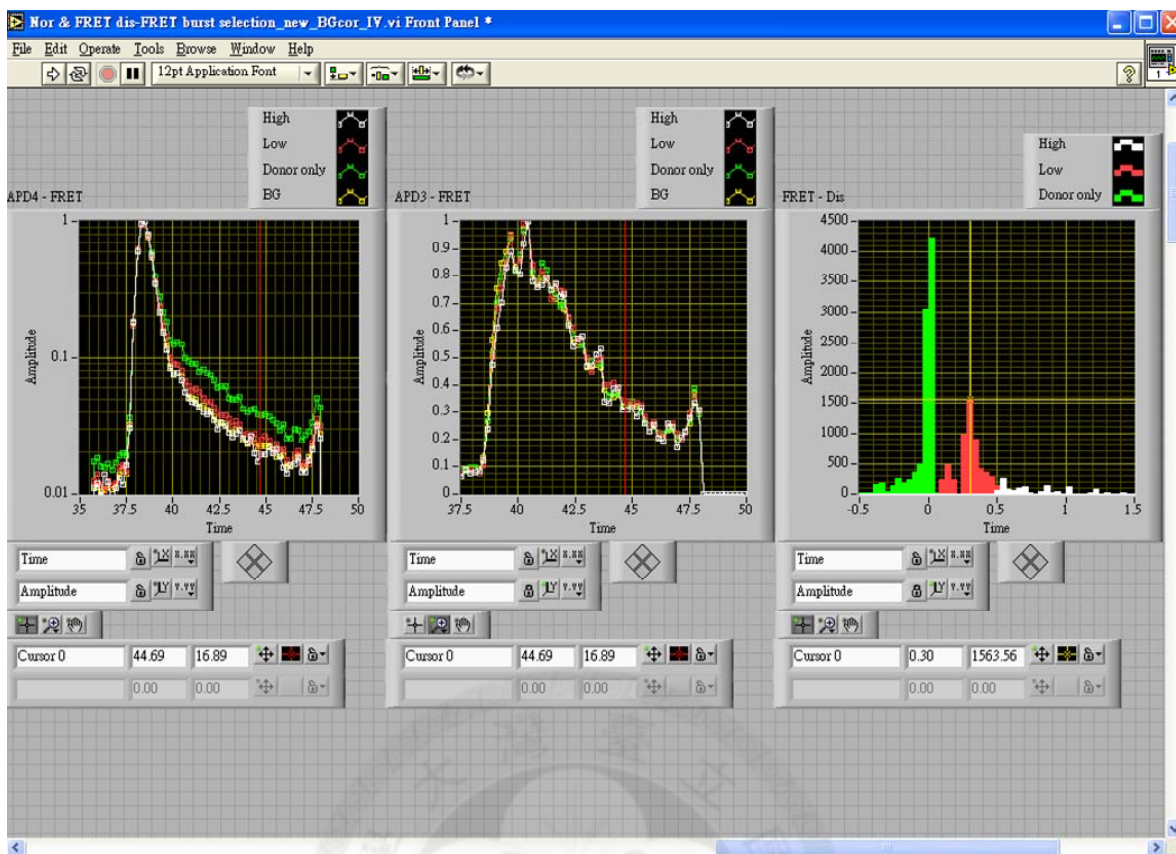 Nor & FRET dis-FRET burst selection_new_BGcor_IV.vi Front Panel *
File Edit Operate Tools Browse Window Help
12pt Application Font
1
High
Low
Donor only
BG
APD4 - FRET
1
0.1
0.01
Amplitude
35 37.5 40 42.5 45 47.5 50
Time
Time
Amplitude
Cursor 0 44.69 16.89
0.00 0.00
High
Low
Donor only
BG
APD3 - FRET
1
0.9
0.8
0.7
0.6
0.5
0.4
0.3
0.2
0.1
0
Amplitude
37.5 40 42.5 45 47.5 50
Time
Time
Amplitude
Cursor 0 44.69 16.89
0.00 0.00
High
Low
Donor only
FRET - Dis
4500
4000
3500
3000
2500
2000
1500
1000
500
0
Amplitude
-0.5 0 0.5 1 1.5
Time
Time
Amplitude
Cursor 0 0.30 1563.56
0.00 0.00